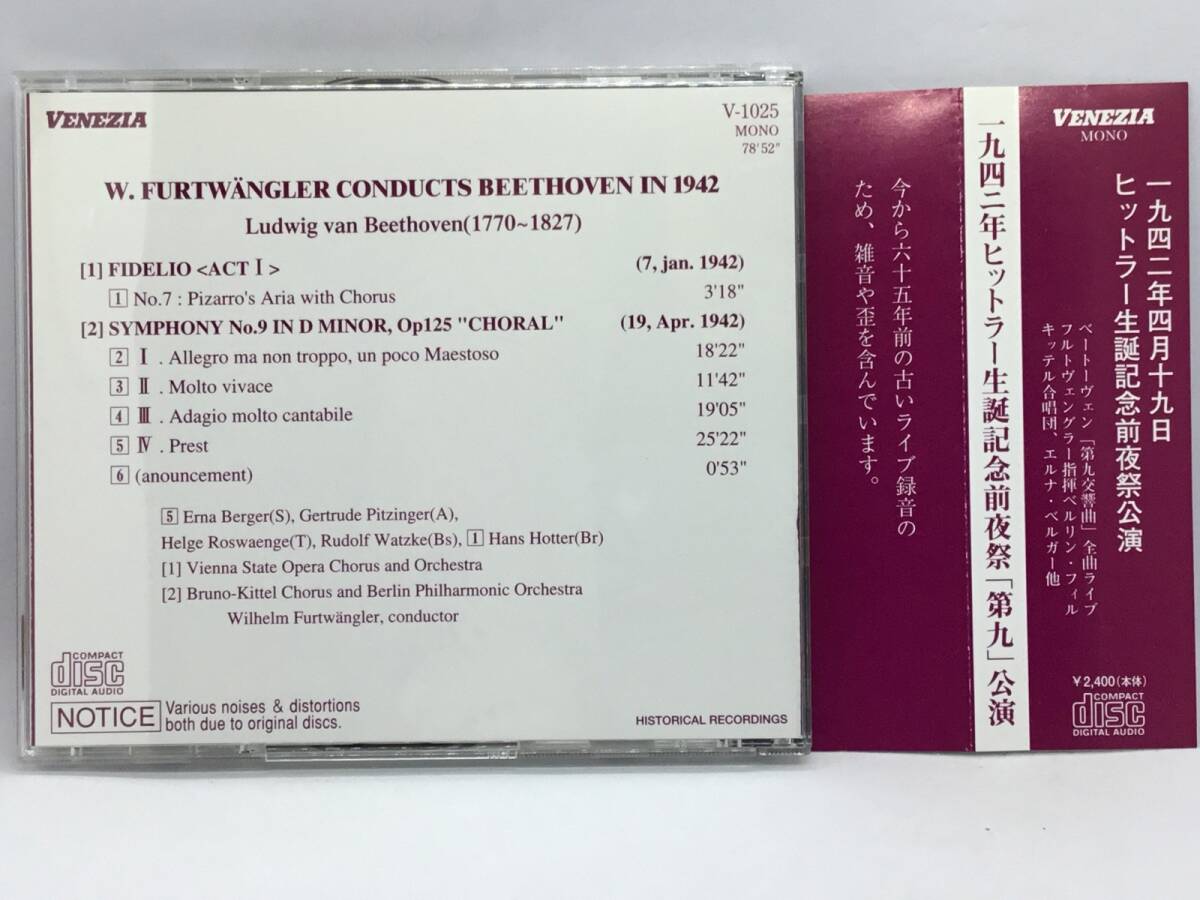 VENEZIA
V-1025
MONO
78'52"
W. FURTWÄNGLER CONDUCTS BEETHOVEN IN 1942
Ludwig van Beethoven(1770~1827)
[1] FIDELIO <ACT Ⅰ> (7, jan. 1942)
1 No.7 : Pizarro's Aria with Chorus 3'18"
[2] SYMPHONY No.9 IN D MINOR, Op125 "CHORAL" (19, Apr. 1942)
2 Ⅰ . Allegro ma non troppo, un poco Maestoso 18'22"
3 Ⅱ . Molto vivace 11'42"
4 Ⅲ . Adagio molto cantabile 19'05"
5 Ⅳ . Prest 25'22"
6 (anouncement) 0'53"
5 Erna Berger(S), Gertrude Pitzinger(A),
Helge Roswaenge(T), Rudolf Watzke(Bs), 1 Hans Hotter(Br)
[1] Vienna State Opera Chorus and Orchestra
[2] Bruno-Kittel Chorus and Berlin Philharmonic Orchestra
Wilhelm Furtwängler, conductor
COMPACT
disc
DIGITAL AUDIO
NOTICE
Various noises & distortions
both due to original discs.
HISTORICAL RECORDINGS
VENEZIA
MONO
一九四二年四月十九日
ヒットラー生誕記念前夜祭公演
ベートーヴェン「第九交響曲」全曲ライブ
フルトヴェングラー指揮ベルリン・フィル
キッテル合唱団、エルナ・ベルガー他
¥2,400(本体)
COMPACT
disc
DIGITAL AUDIO
一九四二年ヒットラー生誕記念前夜祭「第九」公演
今から六十五年前の古いライブ録音の
ため、雑音や歪を含んでいます。